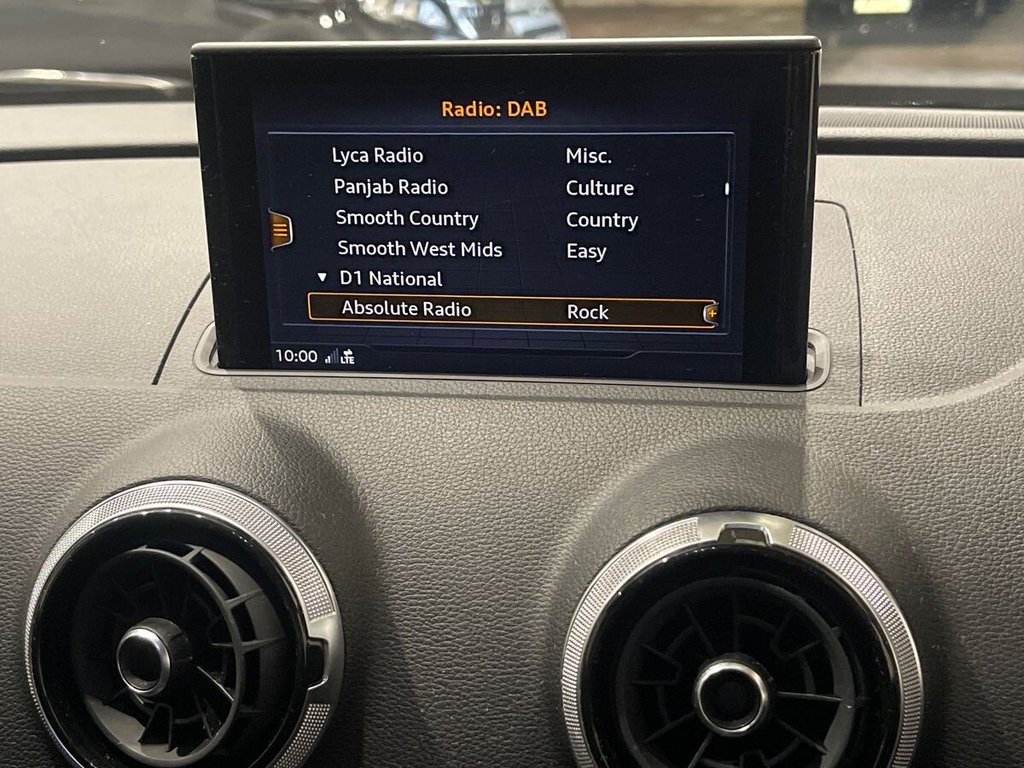 Radio: DAB
Lyca Radio Misc.
Panjab Radio Culture
Smooth Country Country
Smooth West Mids Easy
D1 National
Absolute Radio Rock
10:00 LTE